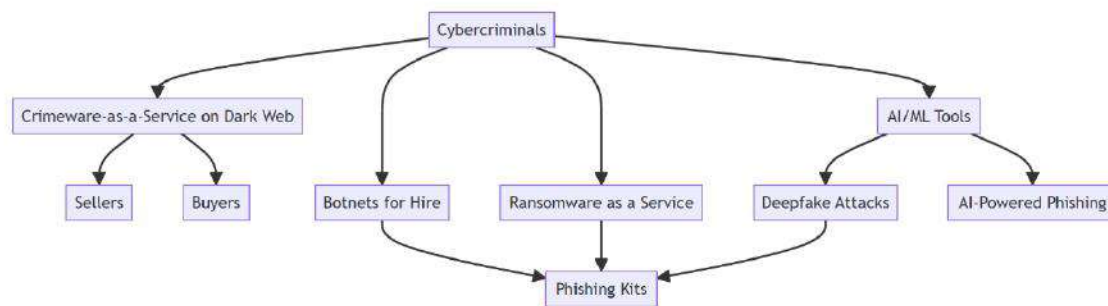 Cybercriminals
Crimeware-as-a-Service on Dark Web
AI/ML Tools
Sellers
Buyers
Botnets for Hire
Ransomware as a Service
Deepfake Attacks
AI-Powered Phishing
Phishing Kits